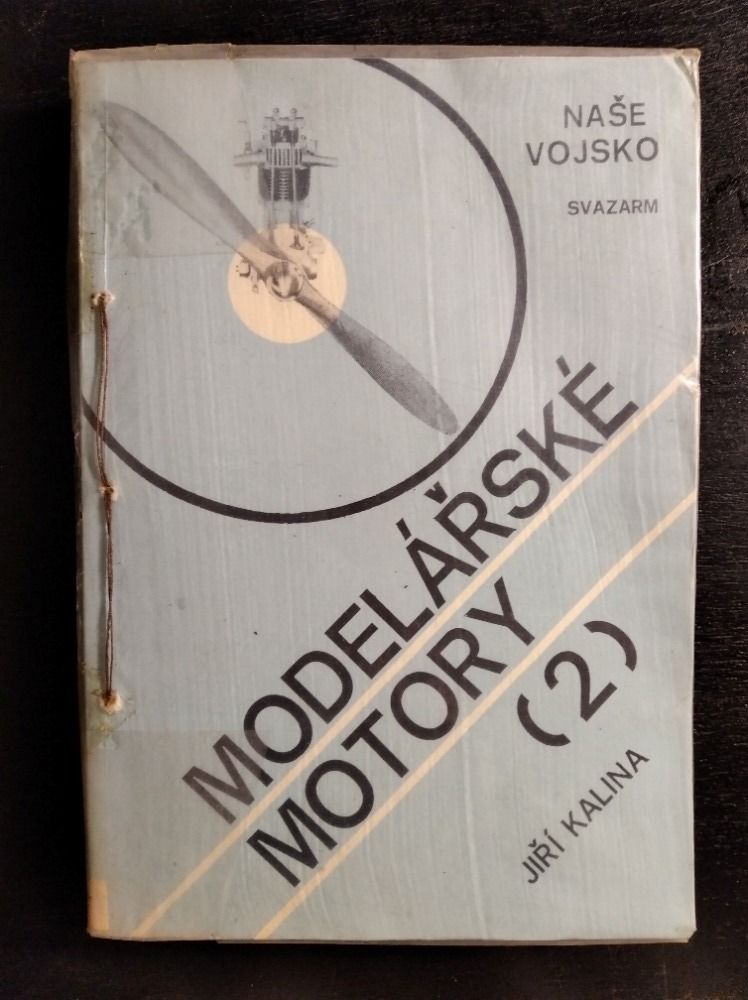 NAŠE
VOJSKO
SVAZARM
MODELÁŘSKÉ
MOTORY
(2)
JIŘÍ KALINA